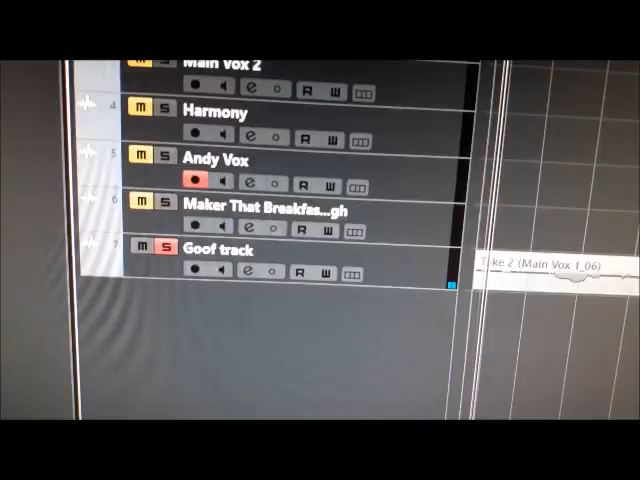 M S Main Vox 2
e R W
4 M S Harmony
e R W
5 M S Andy Vox
e R W
6 M S Maker That Breakfas...gh
e R W
7 M S Goof track
e R W
Take 2 (Main Vox 1_06)